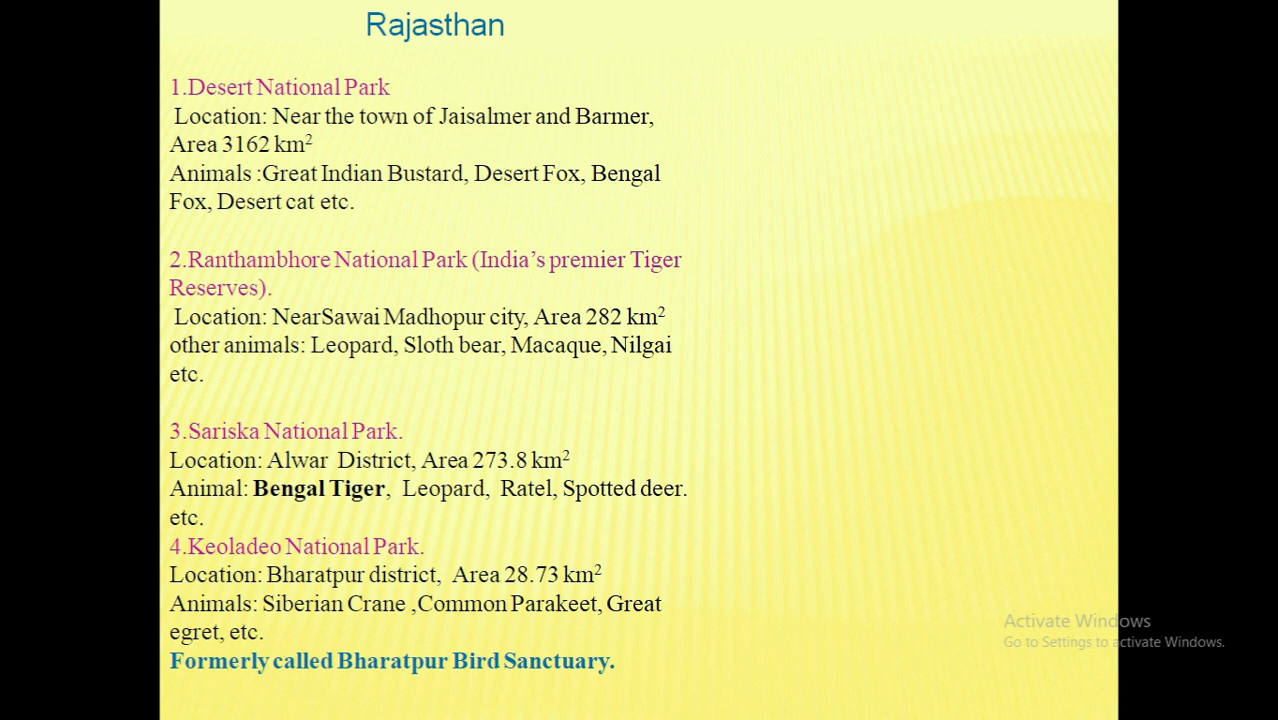 Rajasthan
1.Desert National Park
Location: Near the town of Jaisalmer and Barmer,
Area 3162 km²
Animals :Great Indian Bustard, Desert Fox, Bengal
Fox, Desert cat etc.
2.Ranthambhore National Park (India’s premier Tiger
Reserves).
Location: NearSawai Madhopur city, Area 282 km²
other animals: Leopard, Sloth bear, Macaque, Nilgai
etc.
3.Sariska National Park.
Location: Alwar District, Area 273.8 km²
Animal: Bengal Tiger, Leopard, Ratel, Spotted deer.
etc.
4.Keoladeo National Park.
Location: Bharatpur district, Area 28.73 km²
Animals: Siberian Crane ,Common Parakeet, Great
egret, etc.
Formerly called Bharatpur Bird Sanctuary.
Activate Windows
Go to Settings to activate Windows.